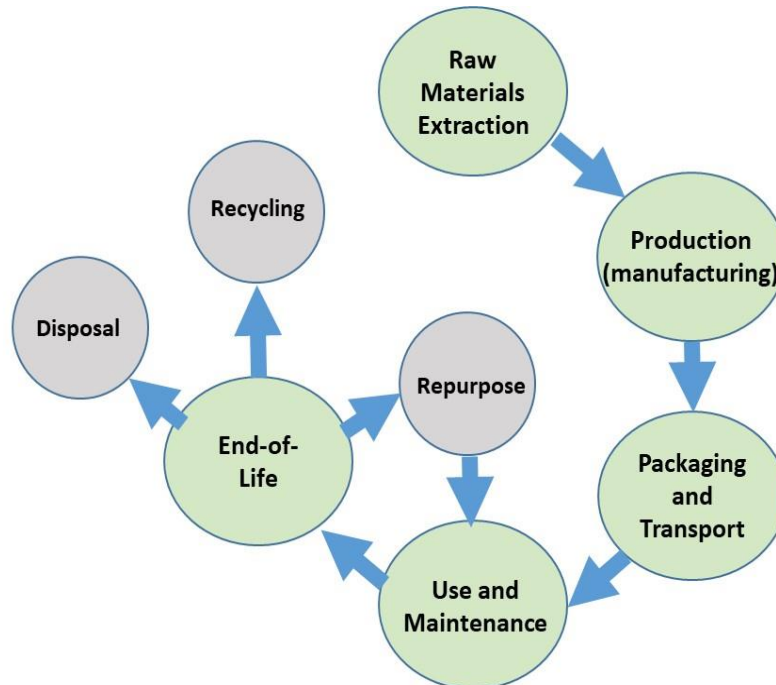 Raw
Materials
Extraction
Production
(manufacturing)
Packaging
and
Transport
Use and
Maintenance
End-of-
Life
Repurpose
Recycling
Disposal